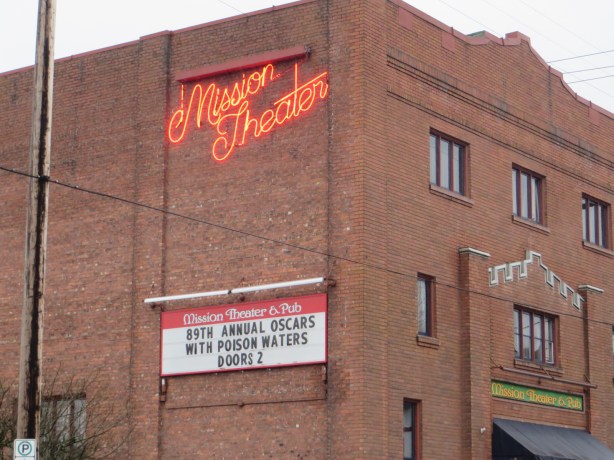 Mission
Theater
Mission Theater & Pub
89TH ANNUAL OSCARS
WITH POISON WATERS
DOORS 2
Mission Theater & Pub
P